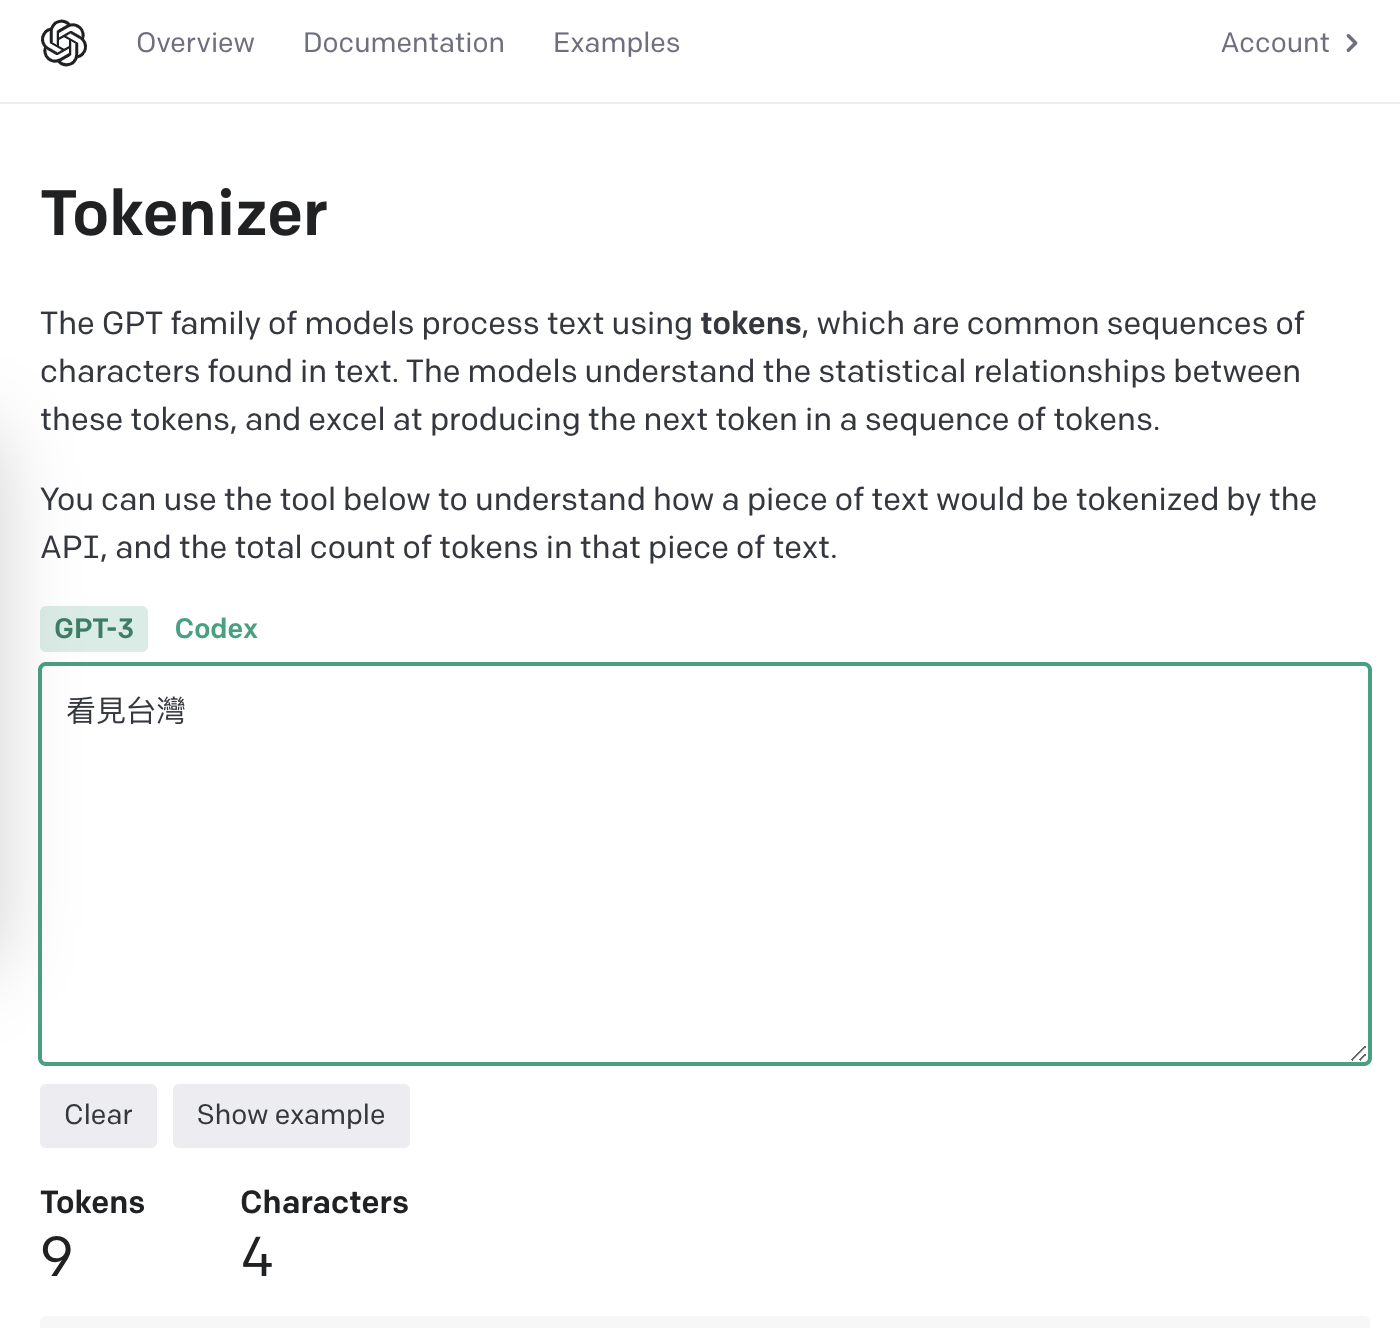 Overview Documentation Examples Account
Tokenizer
The GPT family of models process text using tokens, which are common sequences of
characters found in text. The models understand the statistical relationships between
these tokens, and excel at producing the next token in a sequence of tokens.
You can use the tool below to understand how a piece of text would be tokenized by the
API, and the total count of tokens in that piece of text.
GPT-3 Codex
看見台灣
Clear Show example
Tokens Characters
9 4